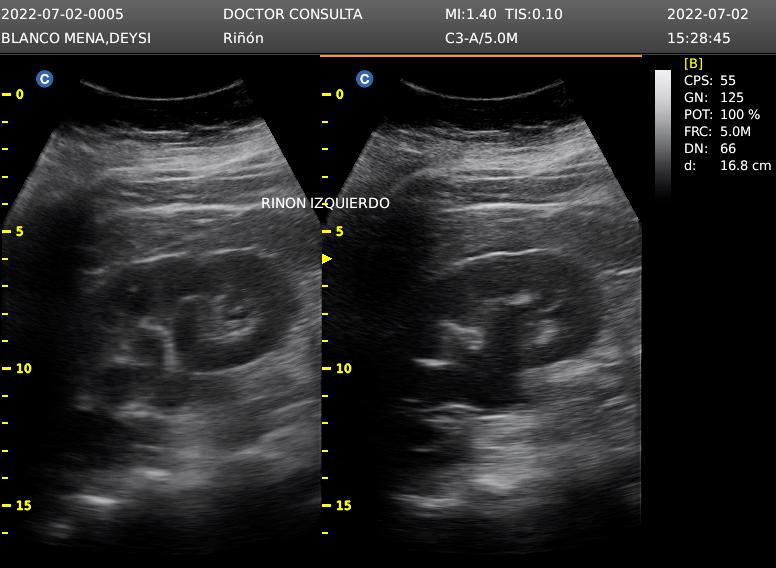 2022-07-02-0005 DOCTOR CONSULTA MI:1.40 TIS:0.10 2022-07-02
BLANCO MENA,DEYSI Riñón C3-A/5.0M 15:28:45
C C
[B]
CPS: 55
GN: 125
POT: 100 %
FRC: 5.0M
DN: 66
d: 16.8 cm
0 0
RINON IZQUIERDO
5 5
10 10
15 15